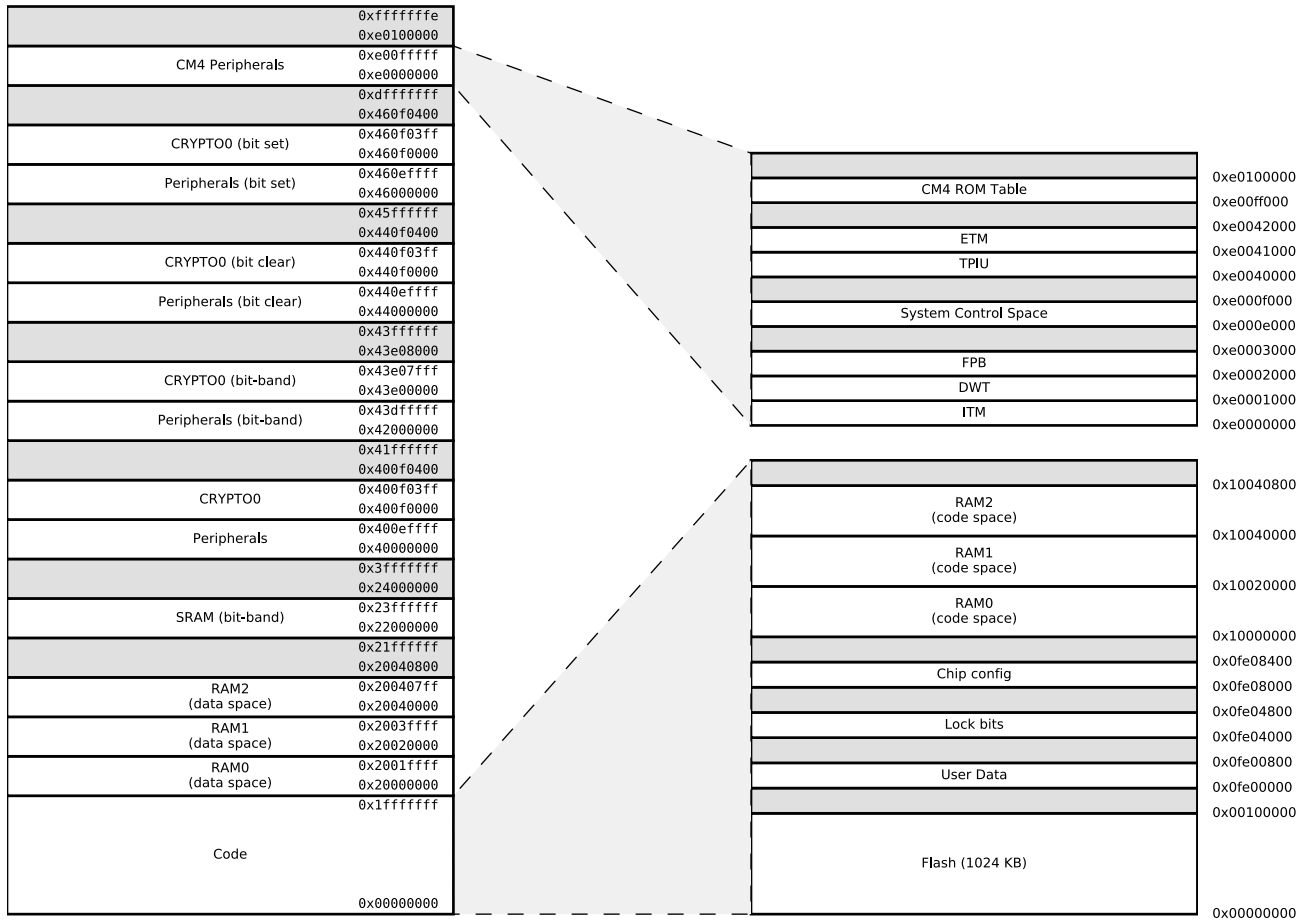 0xfffffffe
0xe0100000
CM4 Peripherals
0xe00fffff
0xe0000000
0xdfffffff
0x460f0400
CRYPTO0 (bit set)
0x460f03ff
0x460f0000
Peripherals (bit set)
0x460effff
0x46000000
0x45ffffff
0x440f0400
CRYPTO0 (bit clear)
0x440f03ff
0x440f0000
Peripherals (bit clear)
0x440effff
0x44000000
0x43ffffff
0x43e08000
CRYPTO0 (bit-band)
0x43e07fff
0x43e00000
Peripherals (bit-band)
0x43dfffff
0x42000000
0x41ffffff
0x400f0400
CRYPTO0
0x400f03ff
0x400f0000
Peripherals
0x400effff
0x40000000
0x3fffffff
0x24000000
SRAM (bit-band)
0x23ffffff
0x22000000
0x21ffffff
0x20040800
RAM2
(data space)
0x200407ff
0x20040000
RAM1
(data space)
0x2003ffff
0x20020000
RAM0
(data space)
0x2001ffff
0x20000000
0x1fffffff
Code
0x00000000
0xe0100000
CM4 ROM Table
0xe00ff000
0xe0042000
ETM
0xe0041000
TPIU
0xe0040000
0xe000f000
System Control Space
0xe000e000
0xe0003000
FPB
0xe0002000
DWT
0xe0001000
ITM
0xe0000000
0x10040800
RAM2
(code space)
0x10040000
RAM1
(code space)
0x10020000
RAM0
(code space)
0x10000000
0x0fe08400
Chip config
0x0fe08000
0x0fe04800
Lock bits
0x0fe04000
0x0fe00800
User Data
0x0fe00000
0x00100000
Flash (1024 KB)
0x00000000